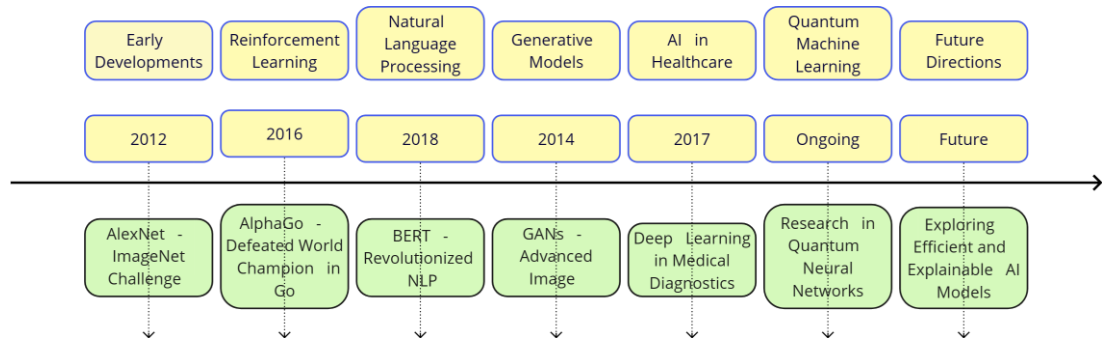 Early
Developments
Reinforcement
Learning
Natural
Language
Processing
Generative
Models
AI in
Healthcare
Quantum
Machine
Learning
Future
Directions
2012
2016
2018
2014
2017
Ongoing
Future
AlexNet -
ImageNet
Challenge
AlphaGo -
Defeated World
Champion in
Go
BERT -
Revolutionized
NLP
GANs -
Advanced
Image
Deep Learning
in Medical
Diagnostics
Research in
Quantum
Neural
Networks
Exploring
Efficient and
Explainable AI
Models